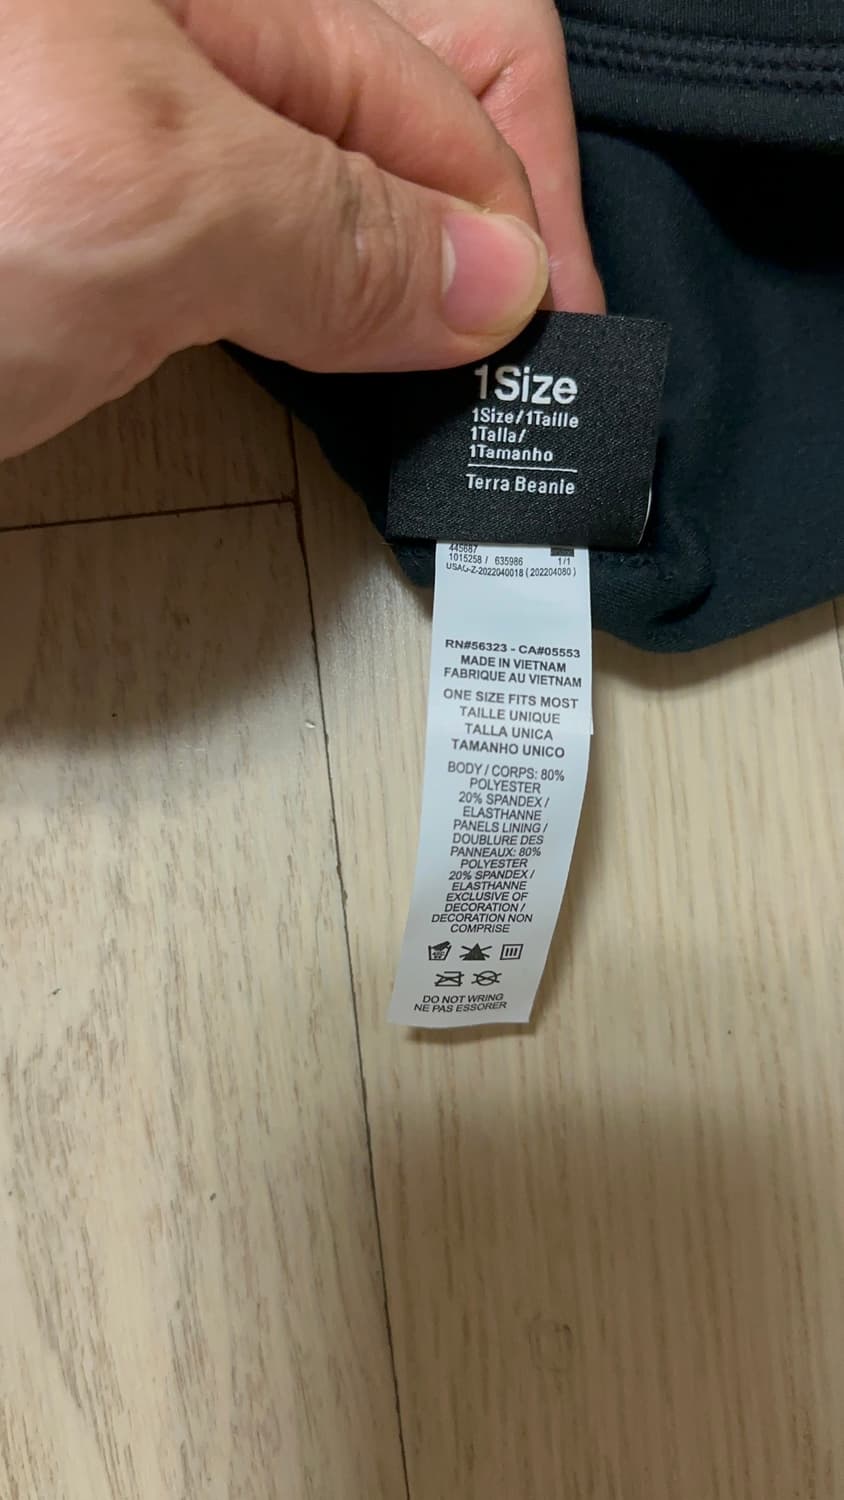 1Size
1Size/1Taille
1Talla/
1Tamanho
Terra Beanie
445687
1015258 / 635986 1/1
USAG-Z-2022040018 ( 202204080 )
RN#56323 - CA#05553
MADE IN VIETNAM
FABRIQUE AU VIETNAM
ONE SIZE FITS MOST
TAILLE UNIQUE
TALLA UNICA
TAMANHO UNICO
BODY / CORPS: 80%
POLYESTER
20% SPANDEX /
ELASTHANNE
PANELS LINING /
DOUBLURE DES
PANNEAUX: 80%
POLYESTER
20% SPANDEX /
ELASTHANNE
EXCLUSIVE OF
DECORATION /
DECORATION NON
COMPRISE
DO NOT WRING
NE PAS ESSORER